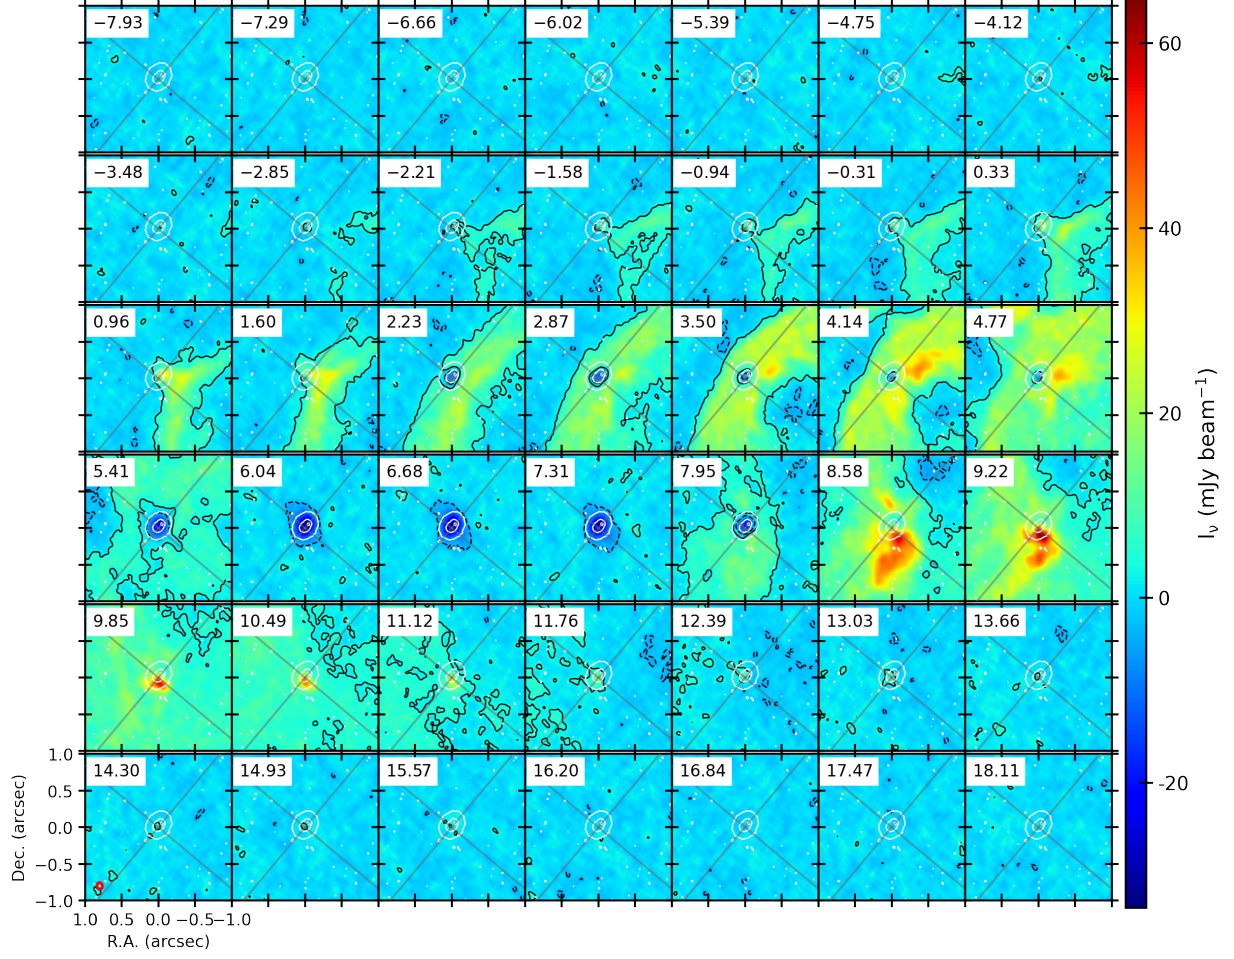 −7.93 −7.29 −6.66 −6.02 −5.39 −4.75 −4.12
60
−3.48 −2.85 −2.21 −1.58 −0.94 −0.31 0.33
40
0.96 1.60 2.23 2.87 3.50 4.14 4.77
20
Iν (mJy beam−1)
5.41 6.04 6.68 7.31 7.95 8.58 9.22
0
9.85 10.49 11.12 11.76 12.39 13.03 13.66
1.0
14.30 14.93 15.57 16.20 16.84 17.47 18.11
-20
0.5
0.0
−0.5
−1.0
Dec. (arcsec)
1.0 0.5 0.0 −0.5 −1.0
R.A. (arcsec)